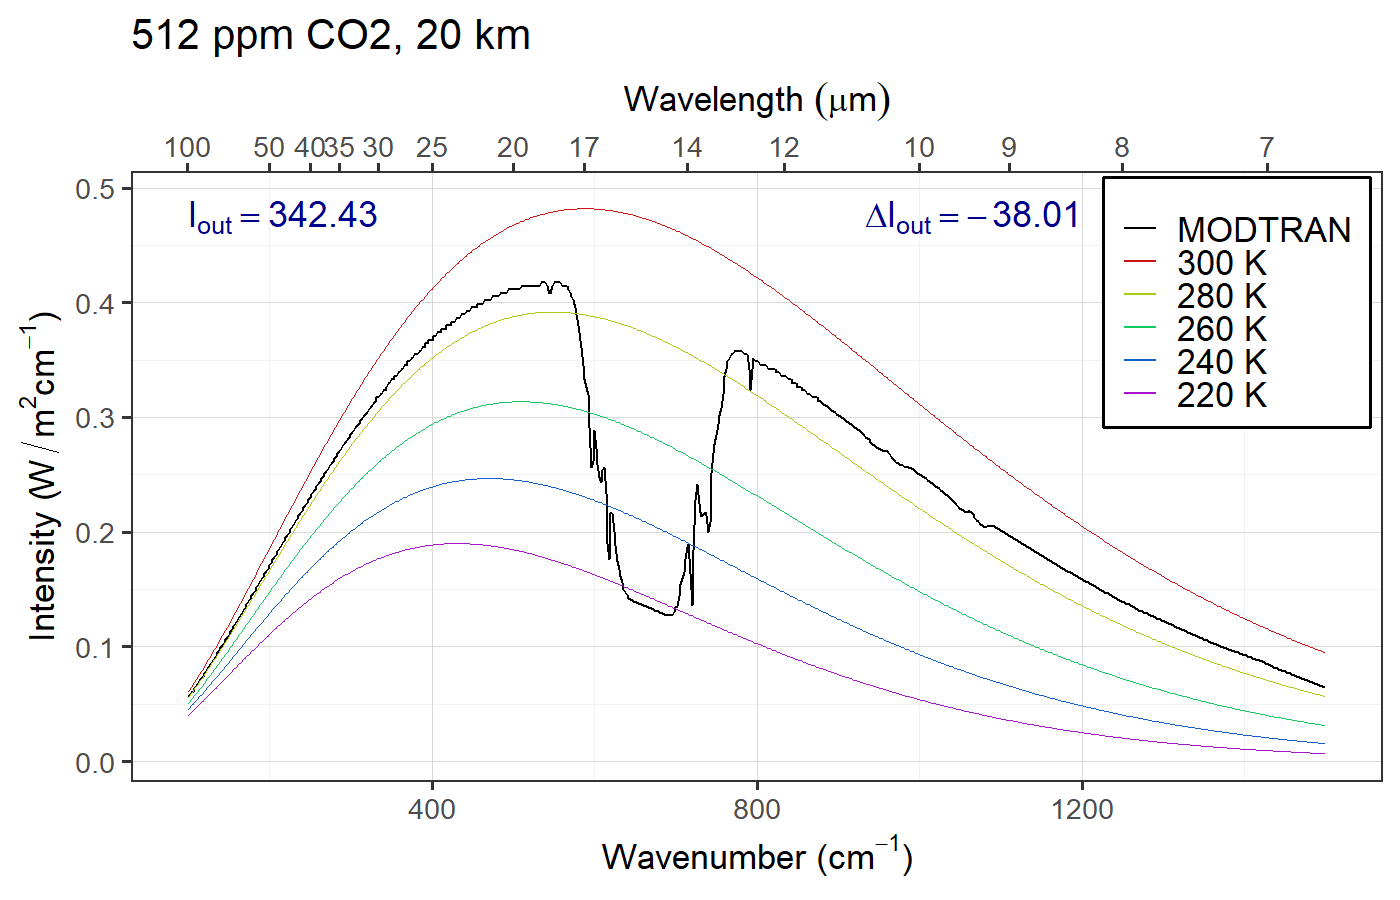 512 ppm CO2, 20 km
Wavelength (μm)
100 50 40 35 30 25 20 17 14 12 10 9 8 7
Iout = 342.43
ΔIout = −38.01
MODTRAN
300 K
280 K
260 K
240 K
220 K
0.5
0.4
0.3
0.2
0.1
0.0
Intensity (W / m²cm⁻¹)
400 800 1200
Wavenumber (cm⁻¹)